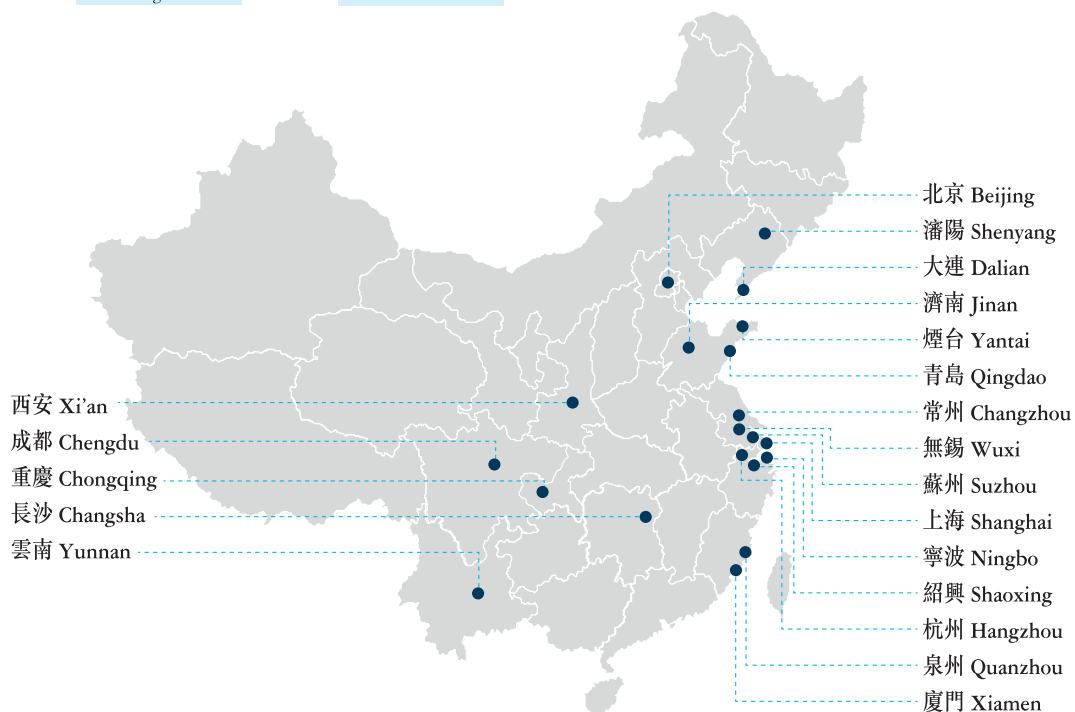 北京 Beijing
瀋陽 Shenyang
大連 Dalian
濟南 Jinan
煙台 Yantai
青島 Qingdao
常州 Changzhou
無錫 Wuxi
蘇州 Suzhou
上海 Shanghai
寧波 Ningbo
紹興 Shaoxing
杭州 Hangzhou
泉州 Quanzhou
廈門 Xiamen
西安 Xi’an
成都 Chengdu
重慶 Chongqing
長沙 Changsha
雲南 Yunnan